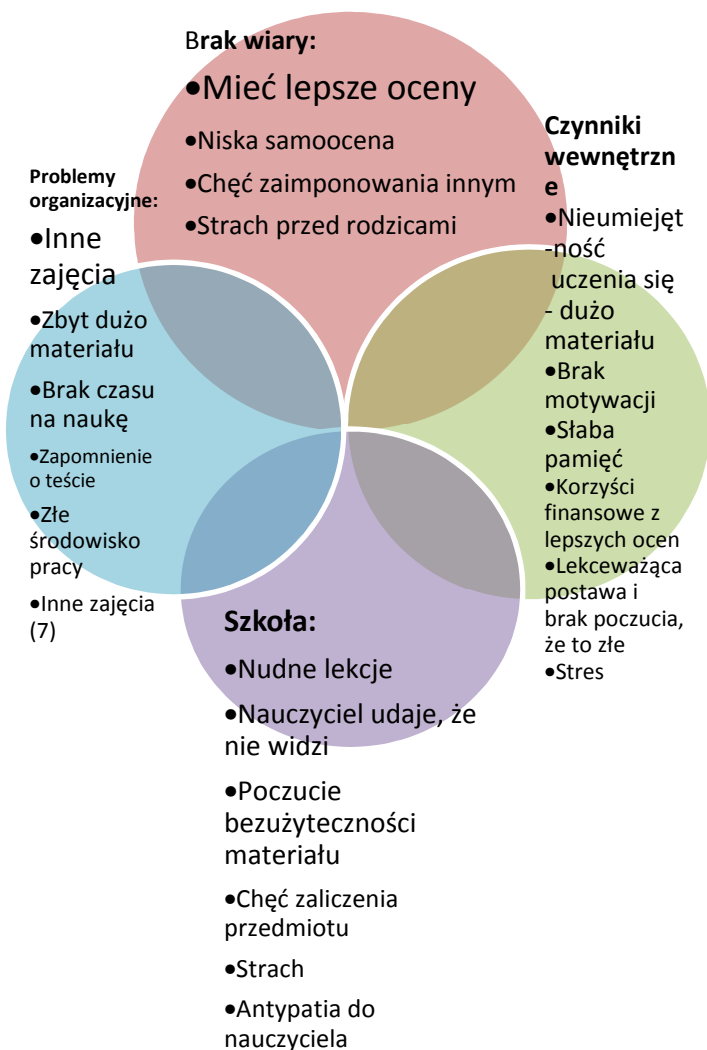 Brak wiary:
•Mieć lepsze oceny
•Niska samoocena
•Chęć zaimponowania innym
•Strach przed rodzicami
Problemy
organizacyjne:
•Inne
zajęcia
•Zbyt dużo
materiału
•Brak czasu
na naukę
•Zapomnienie
o teście
•Złe
środowisko
pracy
•Inne zajęcia
(7)
Czynniki
wewnętrzn
e
•Nieumiejęt
-ność
uczenia się
- dużo
materiału
•Brak
motywacji
•Słaba
pamięć
•Korzyści
finansowe z
lepszych ocen
•Lekceważąca
postawa i
brak poczucia,
że to złe
•Stres
Szkoła:
•Nudne lekcje
•Nauczyciel udaje, że
nie widzi
•Poczucie
bezużyteczności
materiału
•Chęć zaliczenia
przedmiotu
•Strach
•Antypatia do
nauczyciela